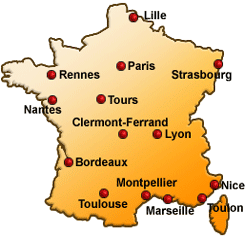 Lille
Paris
Rennes
Strasbourg
Nantes
Tours
Clermont-Ferrand
Lyon
Bordeaux
Montpellier
Nice
Toulouse
Marseille
Toulon